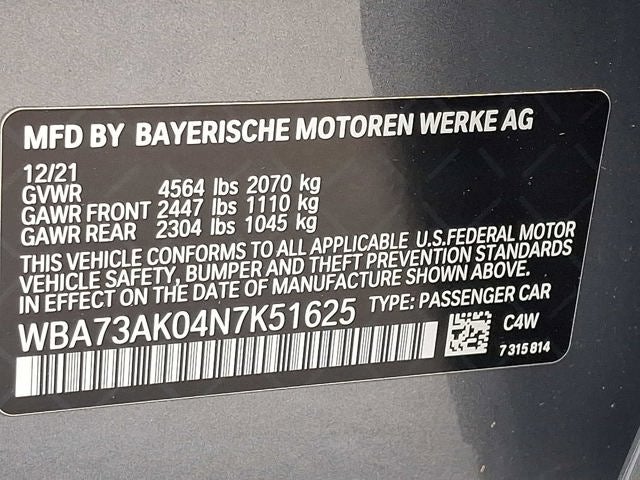 MFD BY BAYERISCHE MOTOREN WERKE AG
12/21
GVWR 4564 lbs 2070 kg
GAWR FRONT 2447 lbs 1110 kg
GAWR REAR 2304 lbs 1045 kg
THIS VEHICLE CONFORMS TO ALL APPLICABLE U.S.FEDERAL MOTOR
VEHICLE SAFETY, BUMPER AND THEFT PREVENTION STANDARDS
IN EFFECT ON THE DATE OF MANUFACTURE SHOWN ABOVE.
WBA73AK04N7K51625 TYPE: PASSENGER CAR
C4W
7 315 814